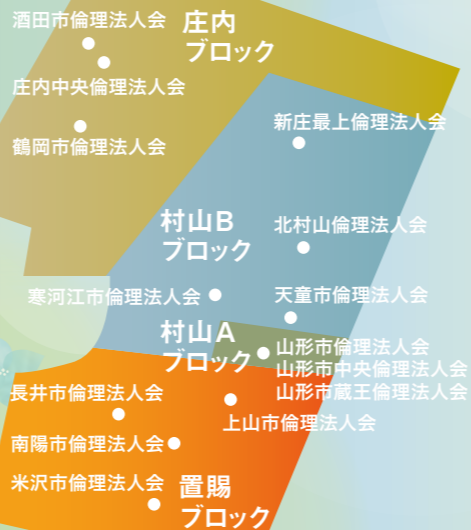 酒田市倫理法人会
庄内
ブロック
庄内中央倫理法人会
鶴岡市倫理法人会
新庄最上倫理法人会
村山B
ブロック
北村山倫理法人会
寒河江市倫理法人会
天童市倫理法人会
村山A
ブロック
山形市倫理法人会
山形市中央倫理法人会
山形市蔵王倫理法人会
長井市倫理法人会
上山市倫理法人会
南陽市倫理法人会
米沢市倫理法人会
置賜
ブロック